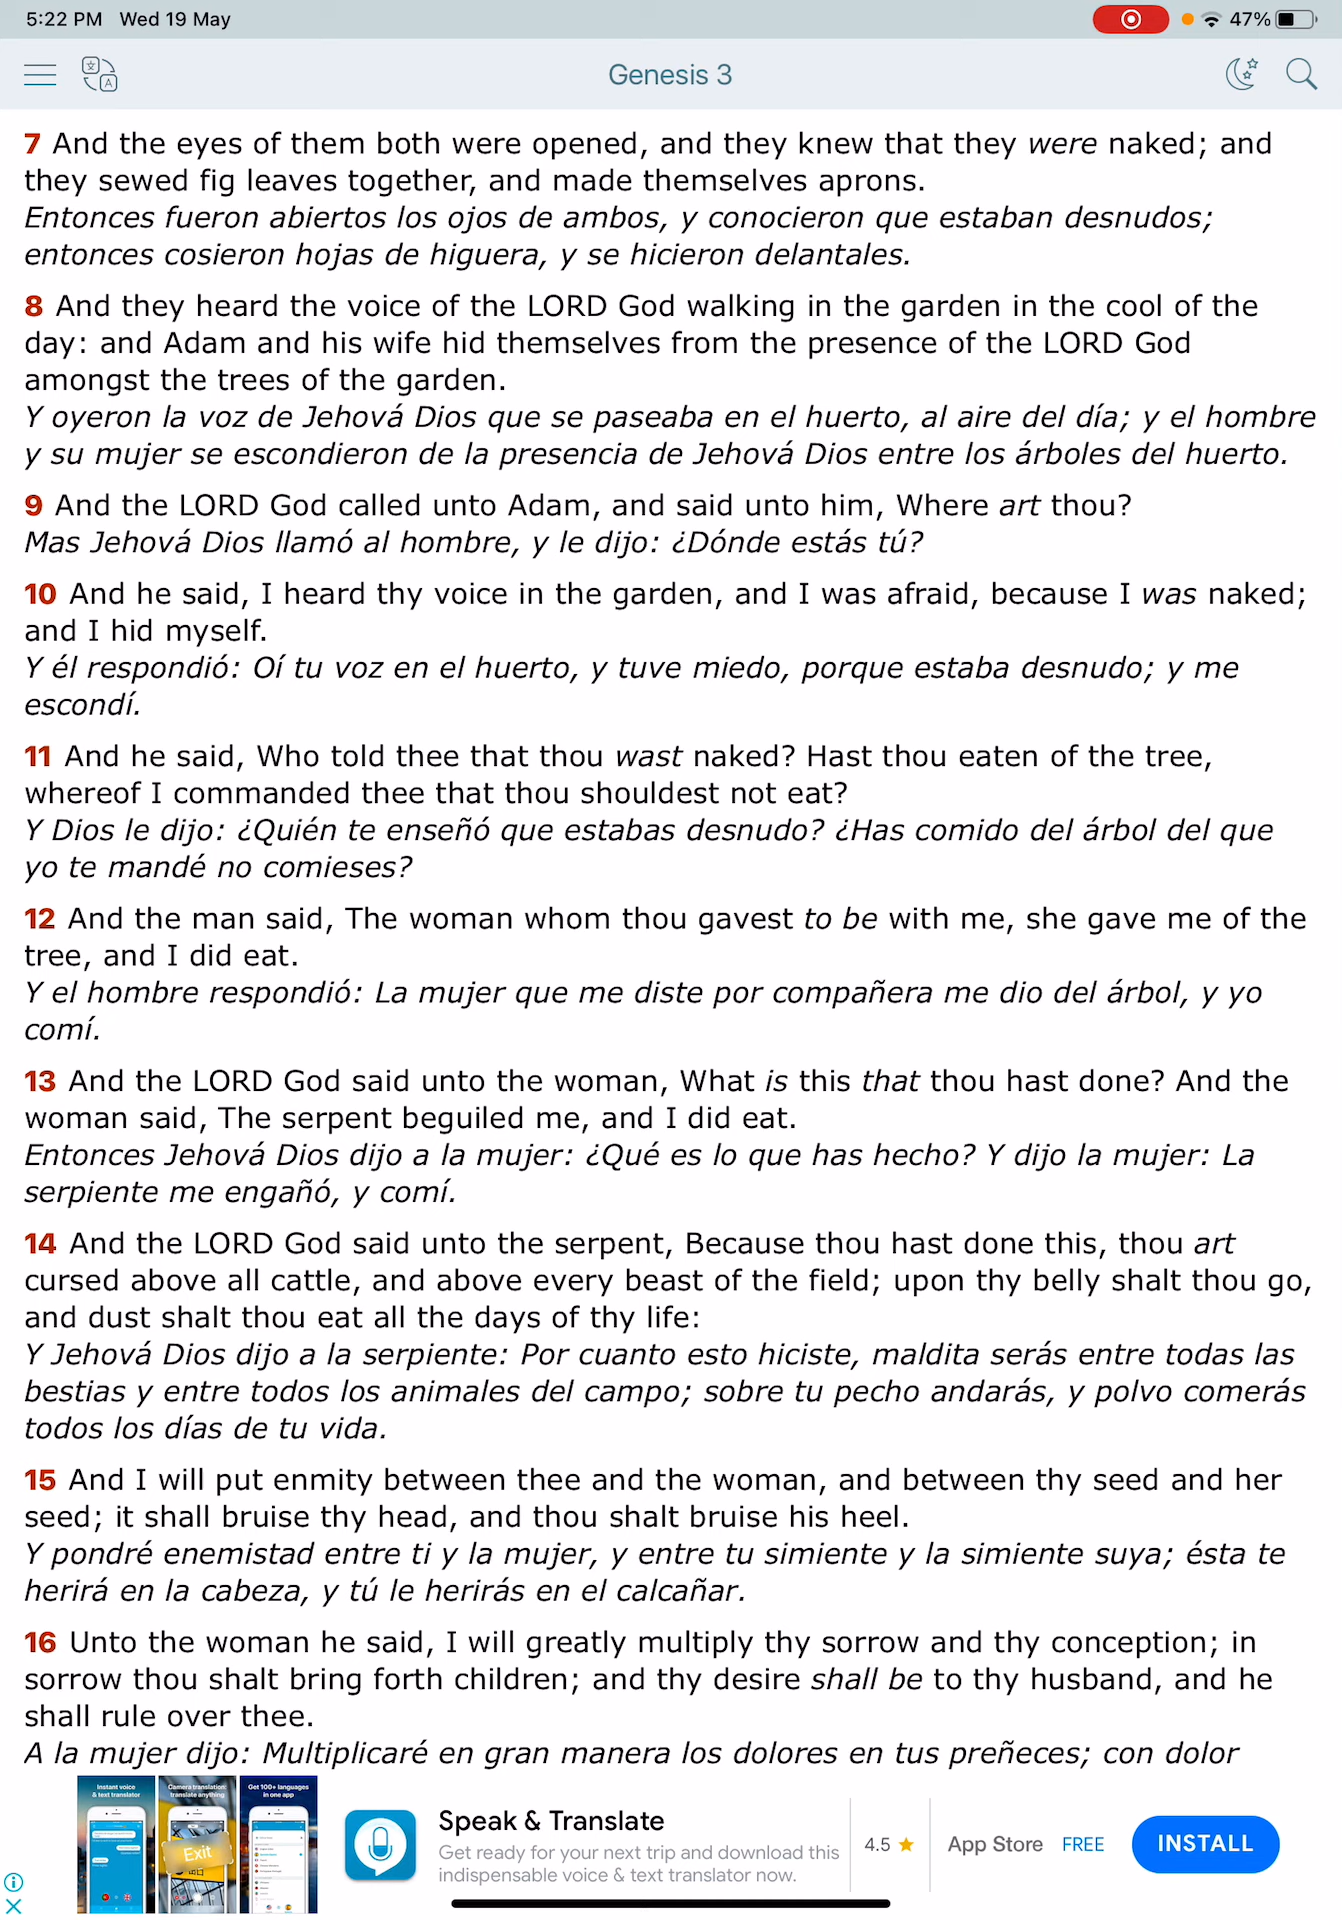 5:22 PM Wed 19 May 47%
Genesis 3
7 And the eyes of them both were opened, and they knew that they were naked; and
they sewed fig leaves together, and made themselves aprons.
Entonces fueron abiertos los ojos de ambos, y conocieron que estaban desnudos;
entonces cosieron hojas de higuera, y se hicieron delantales.
8 And they heard the voice of the LORD God walking in the garden in the cool of the
day: and Adam and his wife hid themselves from the presence of the LORD God
amongst the trees of the garden.
Y oyeron la voz de Jehová Dios que se paseaba en el huerto, al aire del día; y el hombre
y su mujer se escondieron de la presencia de Jehová Dios entre los árboles del huerto.
9 And the LORD God called unto Adam, and said unto him, Where art thou?
Mas Jehová Dios llamó al hombre, y le dijo: ¿Dónde estás tú?
10 And he said, I heard thy voice in the garden, and I was afraid, because I was naked;
and I hid myself.
Y él respondió: Oí tu voz en el huerto, y tuve miedo, porque estaba desnudo; y me
escondí.
11 And he said, Who told thee that thou wast naked? Hast thou eaten of the tree,
whereof I commanded thee that thou shouldest not eat?
Y Dios le dijo: ¿Quién te enseñó que estabas desnudo? ¿Has comido del árbol del que
yo te mandé no comieses?
12 And the man said, The woman whom thou gavest to be with me, she gave me of the
tree, and I did eat.
Y el hombre respondió: La mujer que me diste por compañera me dio del árbol, y yo
comí.
13 And the LORD God said unto the woman, What is this that thou hast done? And the
woman said, The serpent beguiled me, and I did eat.
Entonces Jehová Dios dijo a la mujer: ¿Qué es lo que has hecho? Y dijo la mujer: La
serpiente me engañó, y comí.
14 And the LORD God said unto the serpent, Because thou hast done this, thou art
cursed above all cattle, and above every beast of the field; upon thy belly shalt thou go,
and dust shalt thou eat all the days of thy life:
Y Jehová Dios dijo a la serpiente: Por cuanto esto hiciste, maldita serás entre todas las
bestias y entre todos los animales del campo; sobre tu pecho andarás, y polvo comerás
todos los días de tu vida.
15 And I will put enmity between thee and the woman, and between thy seed and her
seed; it shall bruise thy head, and thou shalt bruise his heel.
Y pondré enemistad entre ti y la mujer, y entre tu simiente y la simiente suya; ésta te
herirá en la cabeza, y tú le herirás en el calcañar.
16 Unto the woman he said, I will greatly multiply thy sorrow and thy conception; in
sorrow thou shalt bring forth children; and thy desire shall be to thy husband, and he
shall rule over thee.
A la mujer dijo: Multiplicaré en gran manera los dolores en tus preñeces; con dolor
Instant voice
& text translator
Camera translation:
translate anything
Exit
Get 100+ languages
in one app
Speak & Translate
Get ready for your next trip and download this
indispensable voice & text translator now.
4.5
App Store FREE
INSTALL